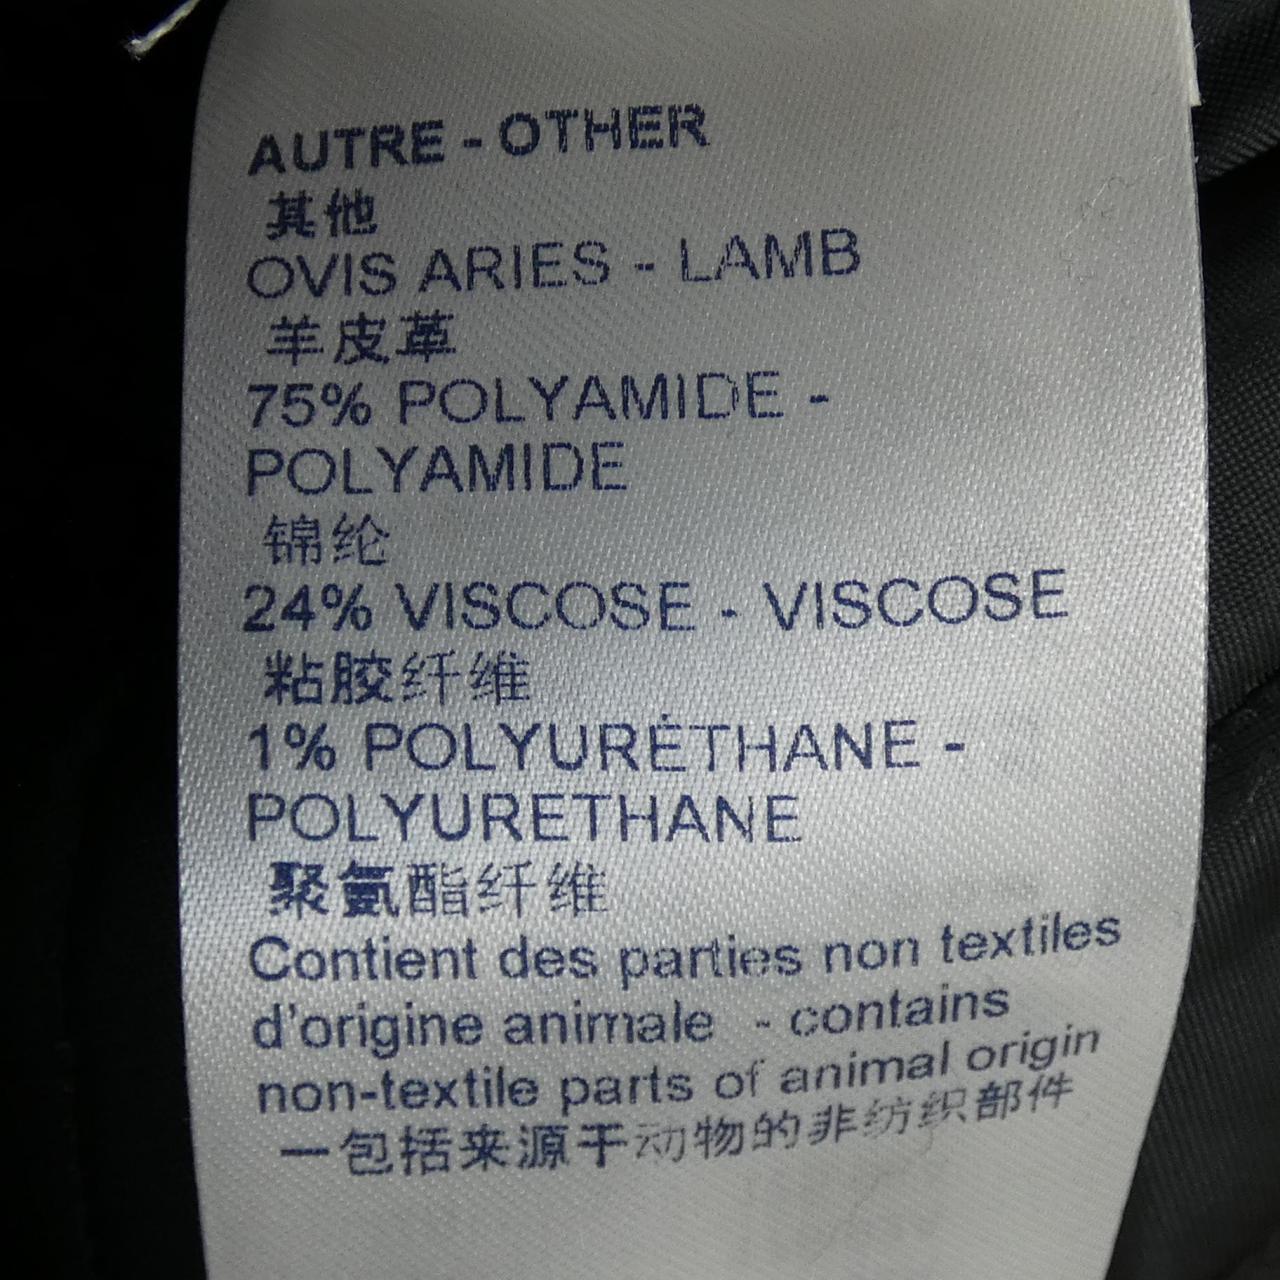 AUTRE - OTHER
其他
OVIS ARIES - LAMB
羊皮革
75% POLYAMIDE -
POLYAMIDE
锦纶
24% VISCOSE - VISCOSE
粘胶纤维
1% POLYURÉTHANE -
POLYURETHANE
聚氨酯纤维
Contient des parties non textiles
d'origine animale - contains
non-textile parts of animal origin
一包括来源于动物的非纺织部件